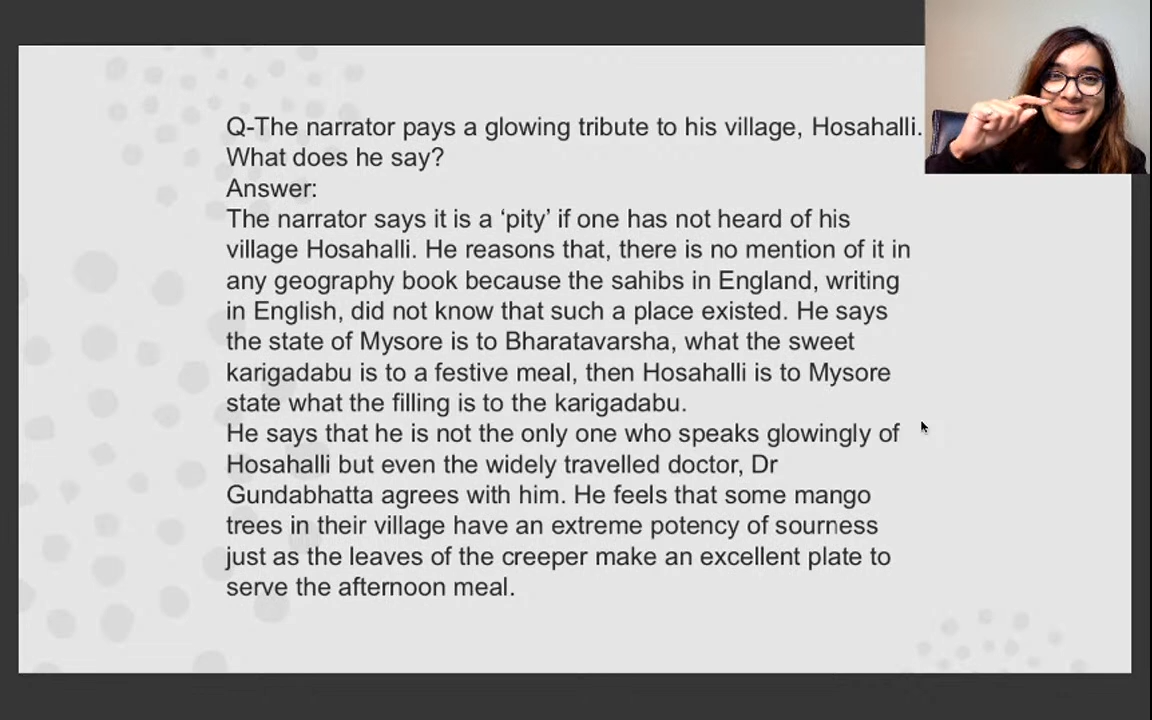 Q-The narrator pays a glowing tribute to his village, Hosahalli.
What does he say?
Answer:
The narrator says it is a ‘pity’ if one has not heard of his
village Hosahalli. He reasons that, there is no mention of it in
any geography book because the sahibs in England, writing
in English, did not know that such a place existed. He says
the state of Mysore is to Bharatavarsha, what the sweet
karigadabu is to a festive meal, then Hosahalli is to Mysore
state what the filling is to the karigadabu.
He says that he is not the only one who speaks glowingly of
Hosahalli but even the widely travelled doctor, Dr
Gundabhatta agrees with him. He feels that some mango
trees in their village have an extreme potency of sourness
just as the leaves of the creeper make an excellent plate to
serve the afternoon meal.